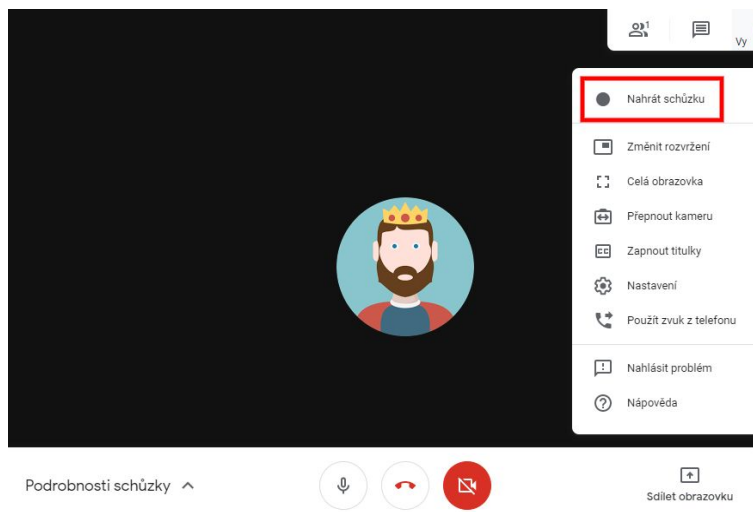 1
Vy
Nahrát schůzku
Změnit rozvržení
Celá obrazovka
Přepnout kameru
Zapnout titulky
Nastavení
Použít zvuk z telefonu
Nahlásit problém
Nápověda
Podrobnosti schůzky
Sdílet obrazovku